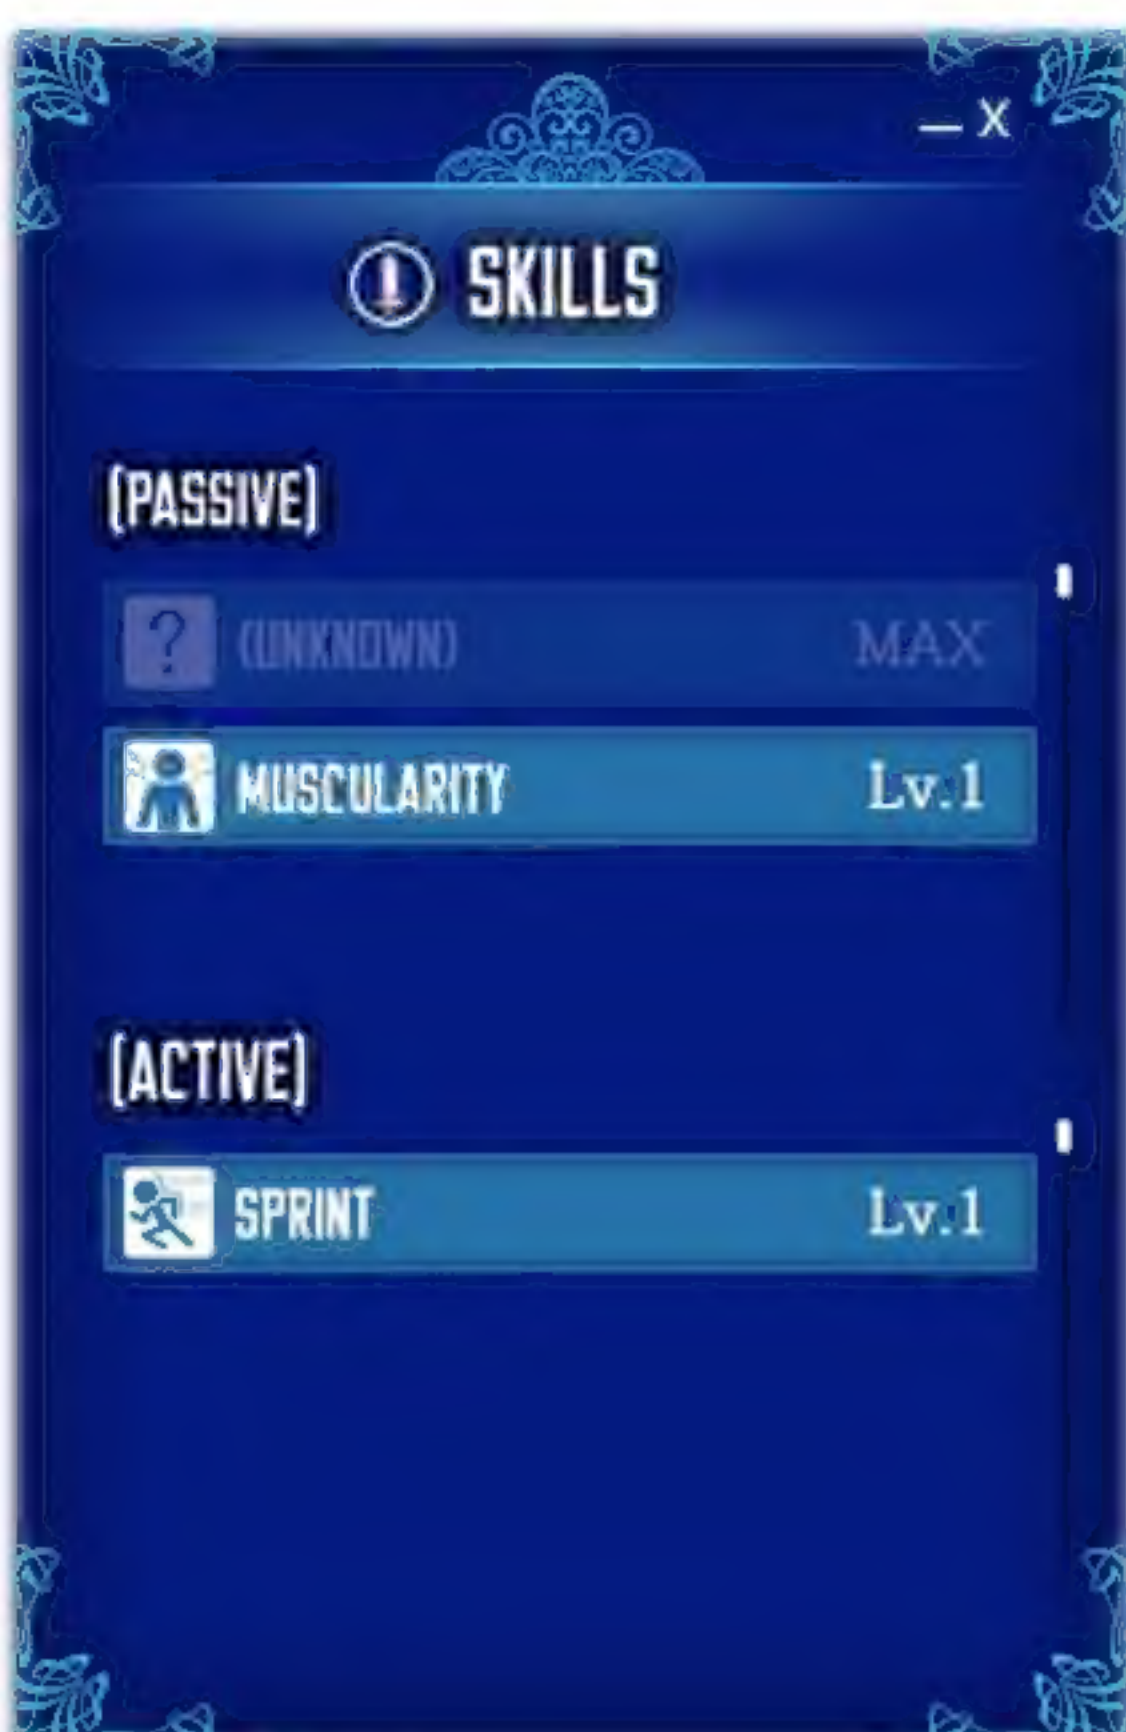 _ X
SKILLS
(PASSIVE)
? (UNKNOWN) MAX
MUSCULARITY Lv.1
(ACTIVE)
SPRINT Lv.1